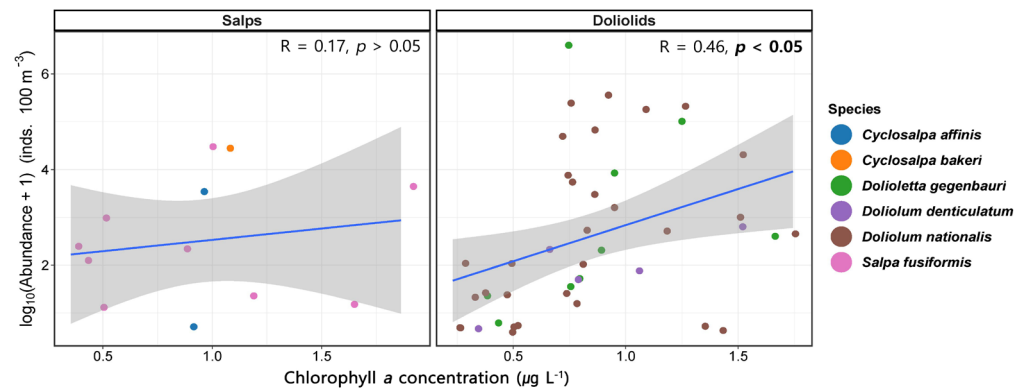 Salps
Doliolids
R = 0.17, p > 0.05
R = 0.46, p < 0.05
log₁₀(Abundance + 1) (inds. 100 m⁻³)
6
4
2
0.5 1.0 1.5
0.5 1.0 1.5
Chlorophyll a concentration (µg L⁻¹)
Species
Cyclosalpa affinis
Cyclosalpa bakeri
Dolioletta gegenbauri
Doliolum denticulatum
Doliolum nationalis
Salpa fusiformis